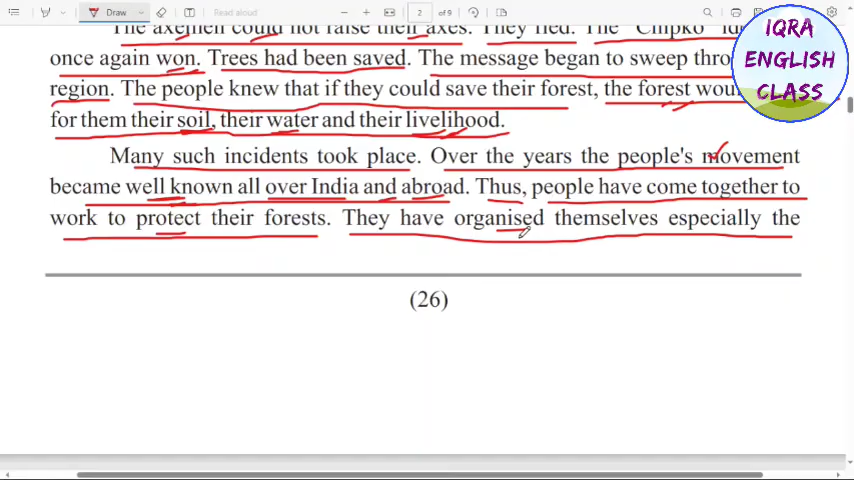 Draw
Read aloud
2
of 9
The axemen could not raise their axes. They fled. The "Chipko"
once again won. Trees had been saved. The message began to sweep
region. The people knew that if they could save their forest, the forest
for them their soil, their water and their livelihood.
Many such incidents took place. Over the years the people's movement
became well known all over India and abroad. Thus, people have come together to
work to protect their forests. They have organised themselves especially the
(26)
IQRA
ENGLISH
CLASS